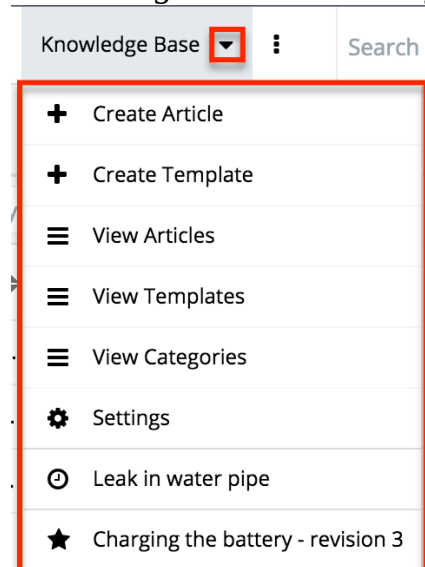 Knowledge Base
Search
Create Article
Create Template
View Articles
View Templates
View Categories
Settings
Leak in water pipe
Charging the battery - revision 3